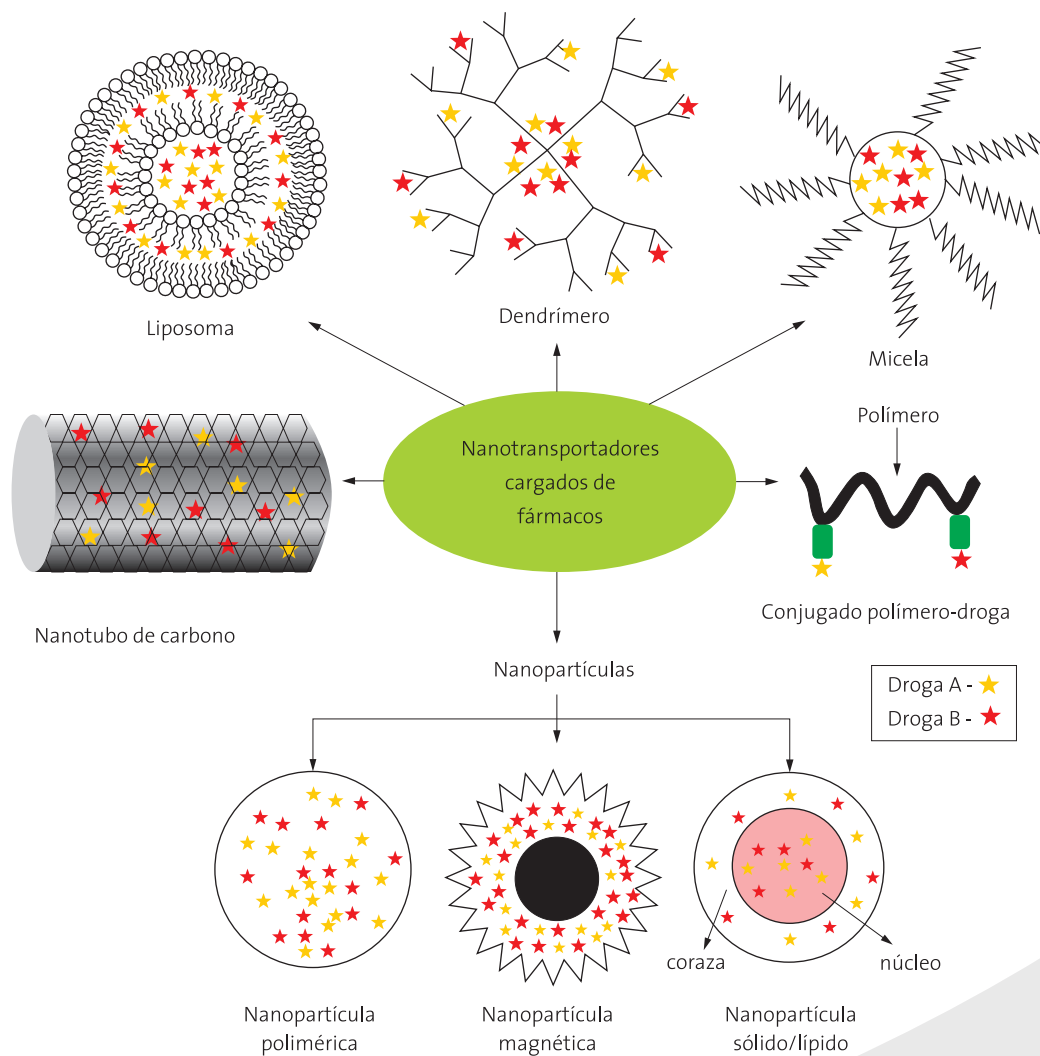 Liposoma
Dendrímero
Micela
Nanotransportadores
cargados de
fármacos
Polímero
Nanotubo de carbono
Conjugado polímero-droga
Nanopartículas
Droga A -
Droga B -
coraza
núcleo
Nanopartícula
polimérica
Nanopartícula
magnética
Nanopartícula
sólido/lípido